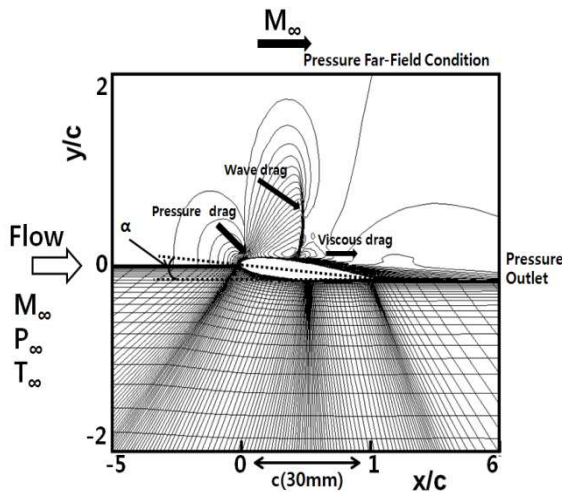 M∞
Pressure Far-Field Condition
2
y/c
Wave drag
Pressure drag
Viscous drag
α
Flow
0
Pressure
Outlet
M∞
P∞
T∞
-2
-5
0
1
6
c(30mm)
x/c